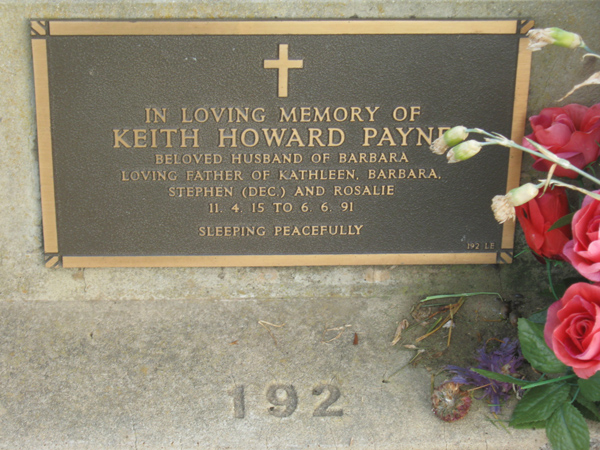 IN LOVING MEMORY OF
KEITH HOWARD PAYNE
BELOVED HUSBAND OF BARBARA
LOVING FATHER OF KATHLEEN, BARBARA,
STEPHEN (DEC.) AND ROSALIE
11. 4. 15 TO 6. 6. 91
SLEEPING PEACEFULLY
192 LE
192